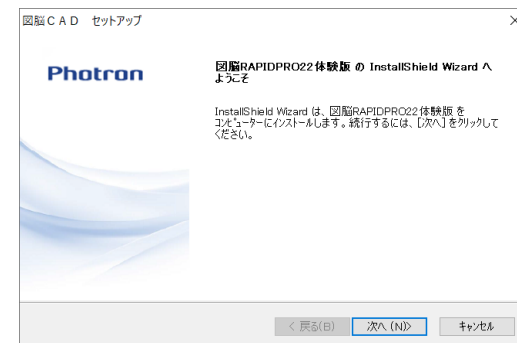 図脳ＣＡＤ　セットアップ
Photron
図脳RAPIDPRO22体験版 の InstallShield Wizard へ
ようこそ
InstallShield Wizard は、図脳RAPIDPRO22体験版 を
コンピューターにインストールします。続行するには、[次へ] をクリックして
ください。
< 戻る(B)
次へ (N)>
キャンセル